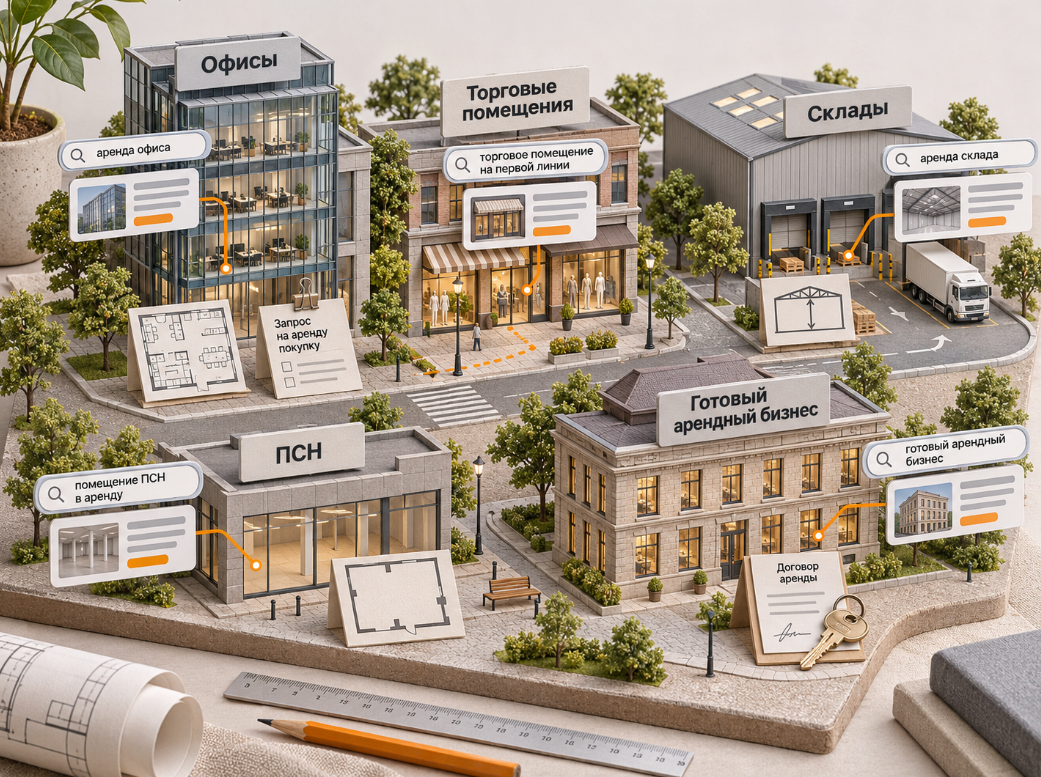 Офисы
Торговые
помещения
Склады
аренда офиса
торговое помещение
на первой линии
аренда склада
Запрос
на аренду
покупку
ПСН
Готовый
арендный бизнес
помещение ПСН
в аренду
готовый арендный
бизнес
Договор
аренды